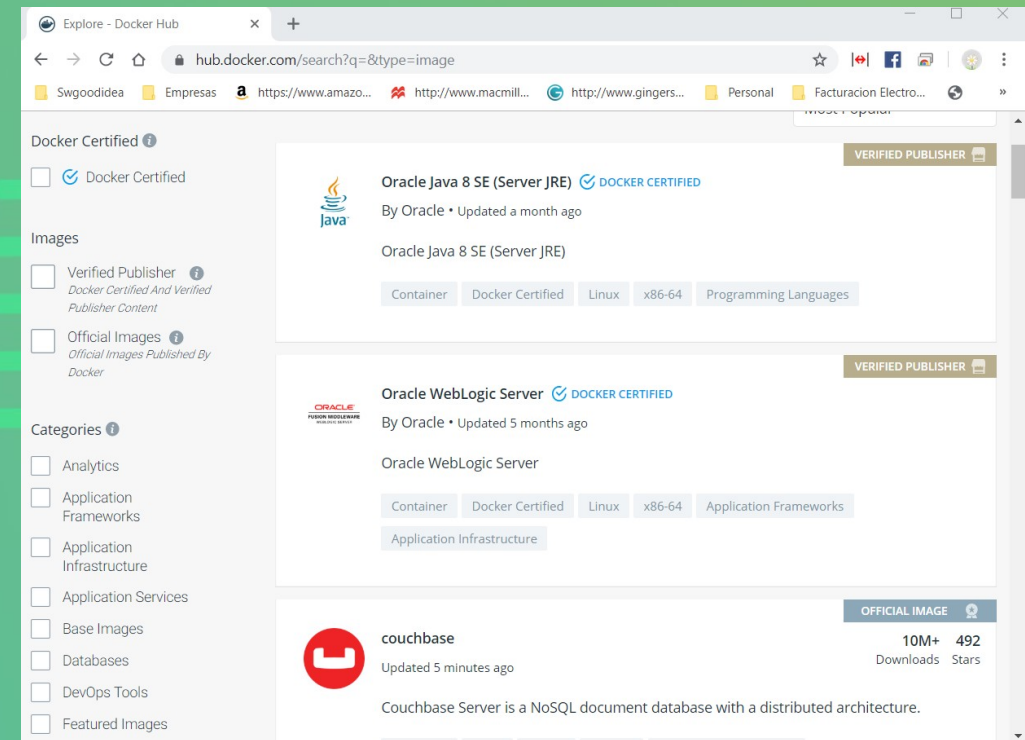 Explore - Docker Hub
hub.docker.com/search?q=&type=image
Swgoodidea Empresas https://www.amazo... http://www.macmill... http://www.gingers... Personal Facturacion Electro... »
Most Popular
Docker Certified
Docker Certified
Images
Verified Publisher
Docker Certified And Verified
Publisher Content
Official Images
Official Images Published By
Docker
Categories
Analytics
Application
Frameworks
Application
Infrastructure
Application Services
Base Images
Databases
DevOps Tools
Featured Images
VERIFIED PUBLISHER
Java
Oracle Java 8 SE (Server JRE) DOCKER CERTIFIED
By Oracle • Updated a month ago
Oracle Java 8 SE (Server JRE)
Container Docker Certified Linux x86-64 Programming Languages
VERIFIED PUBLISHER
ORACLE
FUSION MIDDLEWARE
WEBLOGIC SERVER
Oracle WebLogic Server DOCKER CERTIFIED
By Oracle • Updated 5 months ago
Oracle WebLogic Server
Container Docker Certified Linux x86-64 Application Frameworks
Application Infrastructure
OFFICIAL IMAGE
couchbase
10M+ 492
Updated 5 minutes ago
Downloads Stars
Couchbase Server is a NoSQL document database with a distributed architecture.